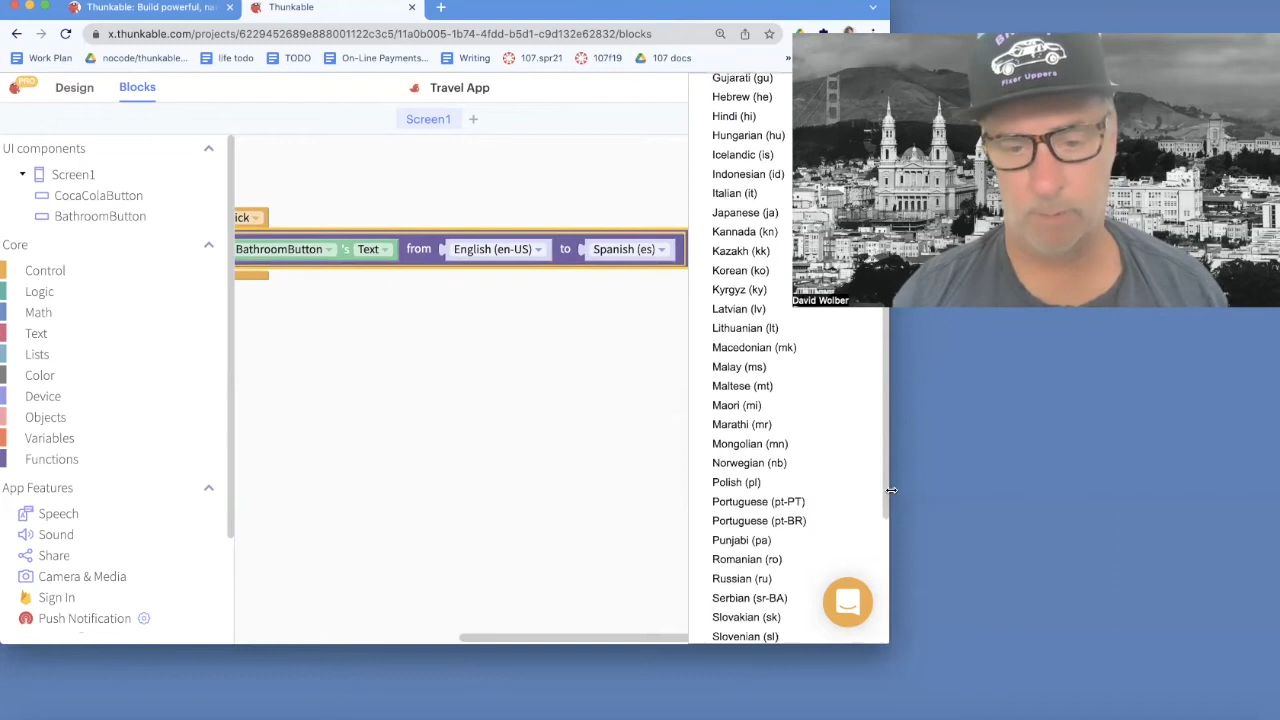 Thunkable: Build powerful, na
Thunkable
x.thunkable.com/projects/6229452689e888001122c3c5/11a0b005-1b74-4fdd-b5d1-c9d132e62832/blocks
Work Plan
nocode/thunkable...
life todo
TODO
On-Line Payments...
Writing
107.spr21
107f19
107 docs
»
PRO
Design
Blocks
Travel App
Screen1
UI components
Screen1
CocaColaButton
BathroomButton
Core
Control
Logic
Math
Text
Lists
Color
Device
Objects
Variables
Functions
App Features
Speech
Sound
Share
Camera & Media
Sign In
Push Notification
ick
BathroomButton 's Text from English (en-US) to Spanish (es)
Gujarati (gu)
Hebrew (he)
Hindi (hi)
Hungarian (hu)
Icelandic (is)
Indonesian (id)
Italian (it)
Japanese (ja)
Kannada (kn)
Kazakh (kk)
Korean (ko)
Kyrgyz (ky)
Latvian (lv)
Lithuanian (lt)
Macedonian (mk)
Malay (ms)
Maltese (mt)
Maori (mi)
Marathi (mr)
Mongolian (mn)
Norwegian (nb)
Polish (pl)
Portuguese (pt-PT)
Portuguese (pt-BR)
Punjabi (pa)
Romanian (ro)
Russian (ru)
Serbian (sr-BA)
Slovakian (sk)
Slovenian (sl)
Fixer Uppers
David Wolber